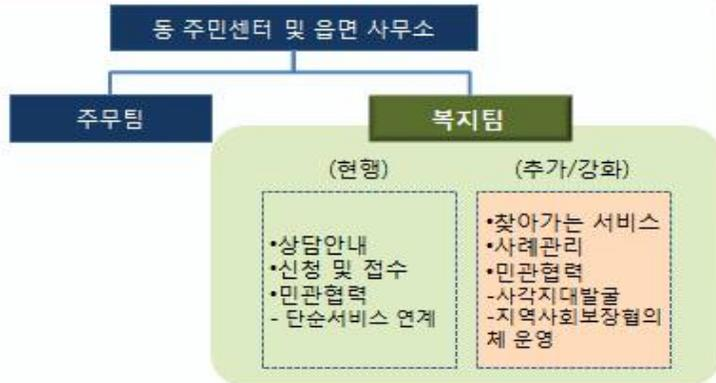 동 주민센터 및 읍면 사무소
주무팀
복지팀
(현행)
•상담안내
•신청 및 접수
•민관협력
- 단순서비스 연계
(추가/강화)
•찾아가는 서비스
•사례관리
•민관협력
-사각지대발굴
-지역사회보장협의
체 운영